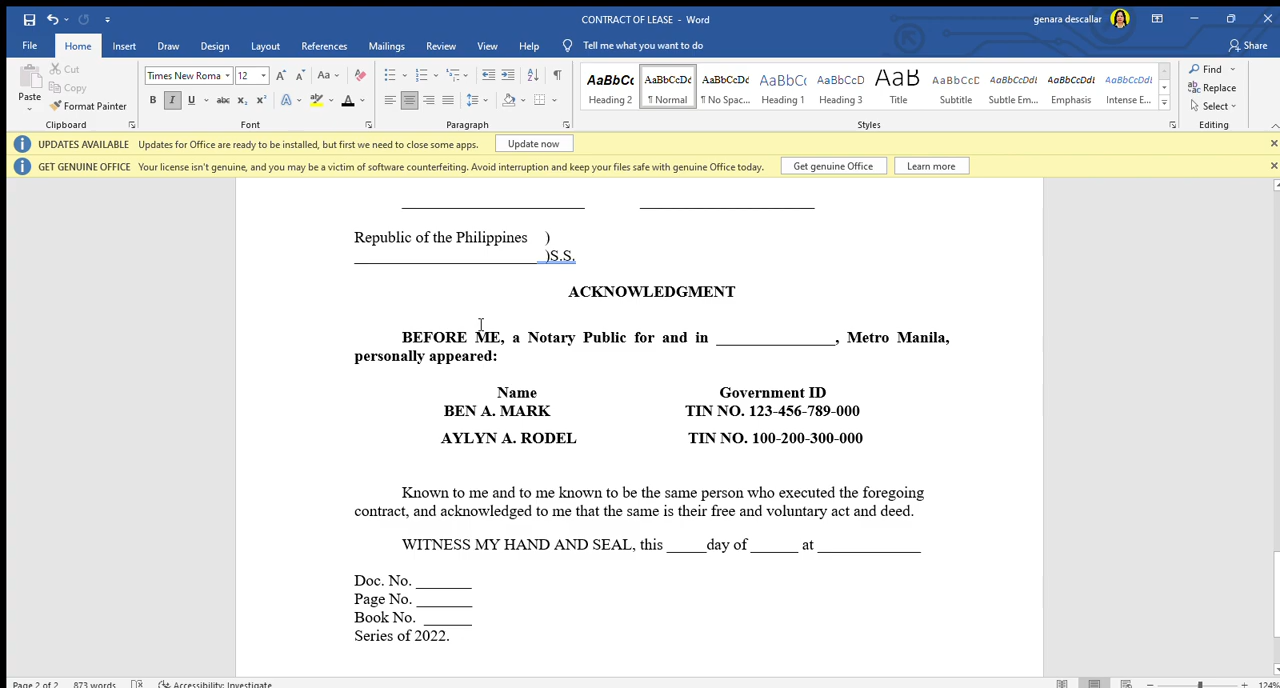 CONTRACT OF LEASE - Word
genara descallar
File Home Insert Draw Design Layout References Mailings Review View Help Tell me what you want to do Share
Paste
Cut
Copy
Format Painter
Clipboard
Times New Roma 12 A A Aa
B I U abc x2 x2 A ab A
Font
Paragraph
AaBbCc AaBbCcDc AaBbCcDc AaBbCc AaBbCcD AaB AaBbCcD AaBbCcDdl AaBbCcDdl AaBbCcDdl
Heading 2 ¶ Normal ¶ No Spac... Heading 1 Heading 3 Title Subtitle Subtle Em... Emphasis Intense E...
Styles
Find
Replace
Select
Editing
UPDATES AVAILABLE Updates for Office are ready to be installed, but first we need to close some apps. Update now
GET GENUINE OFFICE Your license isn't genuine, and you may be a victim of software counterfeiting. Avoid interruption and keep your files safe with genuine Office today. Get genuine Office Learn more
Republic of the Philippines )
_______________________ )S.S.
ACKNOWLEDGMENT
BEFORE ME, a Notary Public for and in _______________, Metro Manila,
personally appeared:
Name Government ID
BEN A. MARK TIN NO. 123-456-789-000
AYLYN A. RODEL TIN NO. 100-200-300-000
Known to me and to me known to be the same person who executed the foregoing
contract, and acknowledged to me that the same is their free and voluntary act and deed.
WITNESS MY HAND AND SEAL, this _____day of ______ at _____________
Doc. No. _______
Page No. _______
Book No. ______
Series of 2022.
Page 2 of 2 873 words Accessibility: Investigate 124%